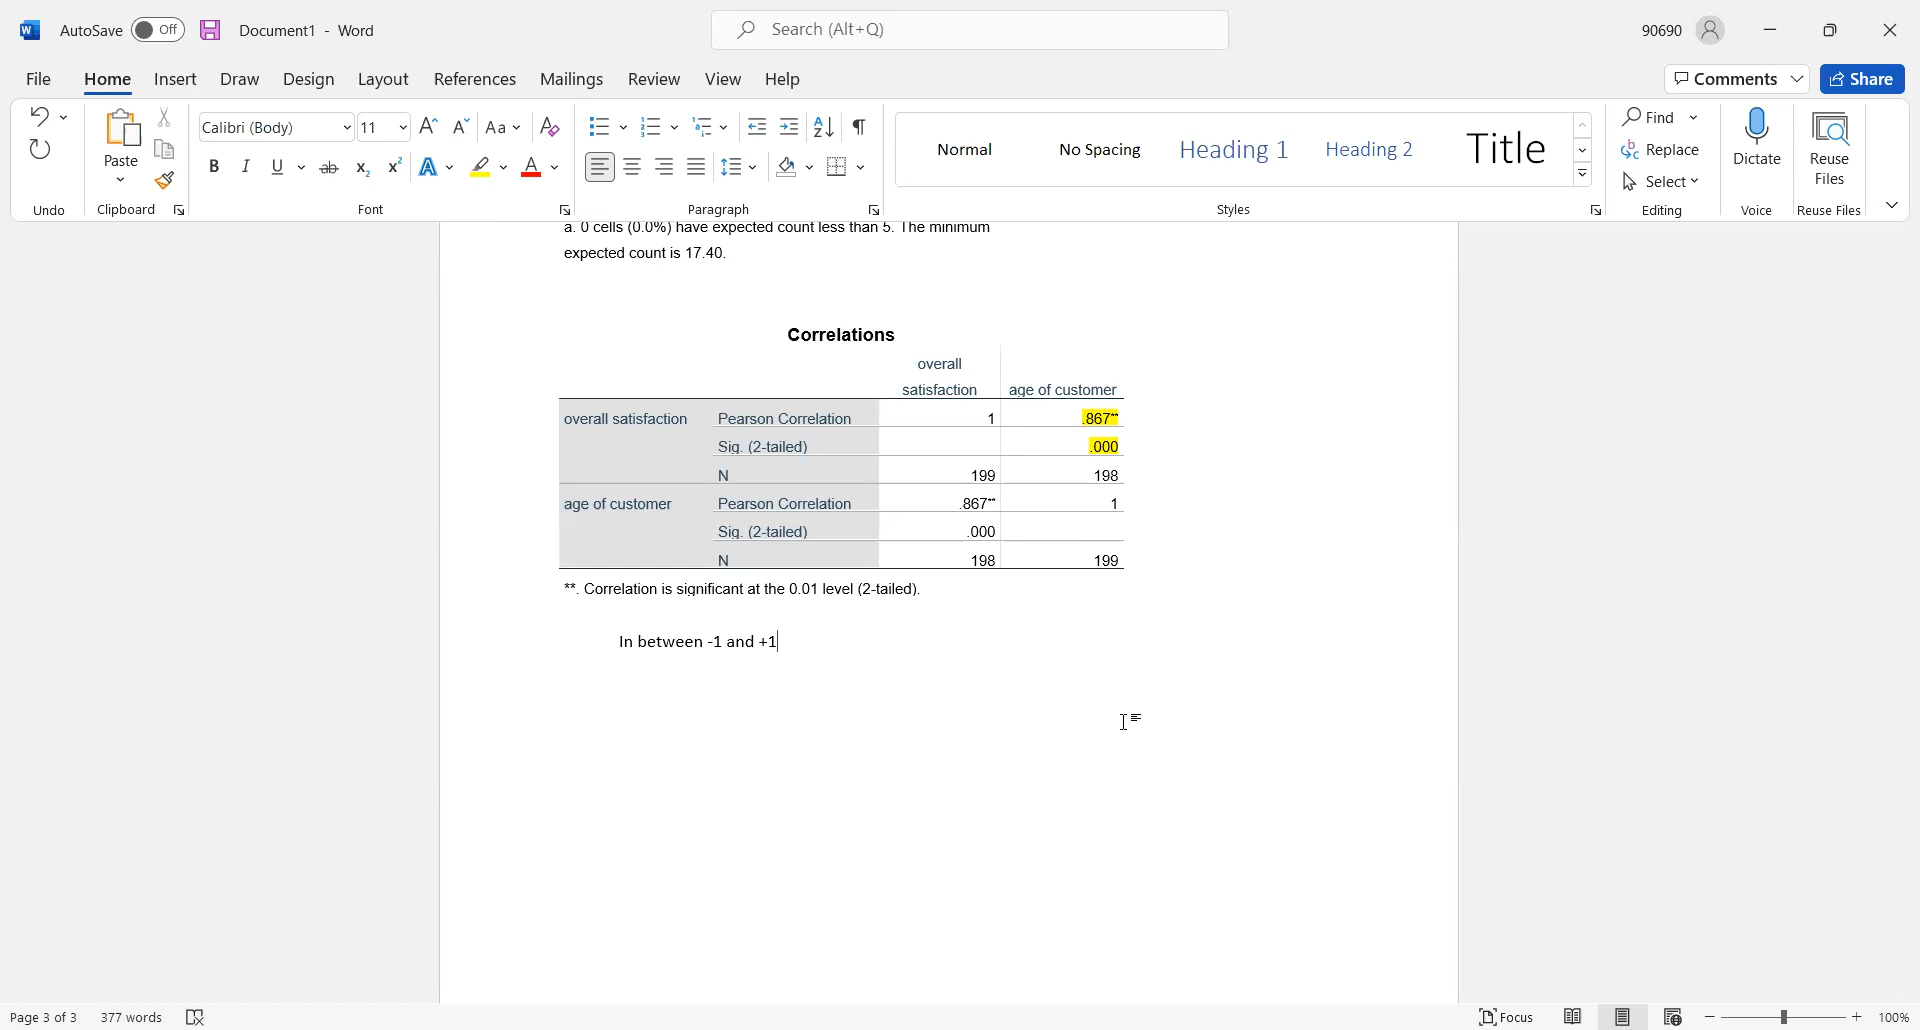 AutoSave Off Document1 - Word Search (Alt+Q) 90690
File Home Insert Draw Design Layout References Mailings Review View Help Comments Share
Paste
Undo Clipboard
Calibri (Body) 11 Aa
B I U ab x₂ x² A A
Font
Paragraph
Normal No Spacing Heading 1 Heading 2 Title
Styles
Find
Replace
Select
Editing
Dictate
Voice
Reuse
Files
Reuse Files
a. 0 cells (0.0%) have expected count less than 5. The minimum
expected count is 17.40.
Correlations
overall
satisfaction age of customer
overall satisfaction Pearson Correlation 1 .867**
Sig. (2-tailed) .000
N 199 198
age of customer Pearson Correlation .867** 1
Sig. (2-tailed) .000
N 198 199
**. Correlation is significant at the 0.01 level (2-tailed).
In between -1 and +1
Page 3 of 3 377 words Focus 100%